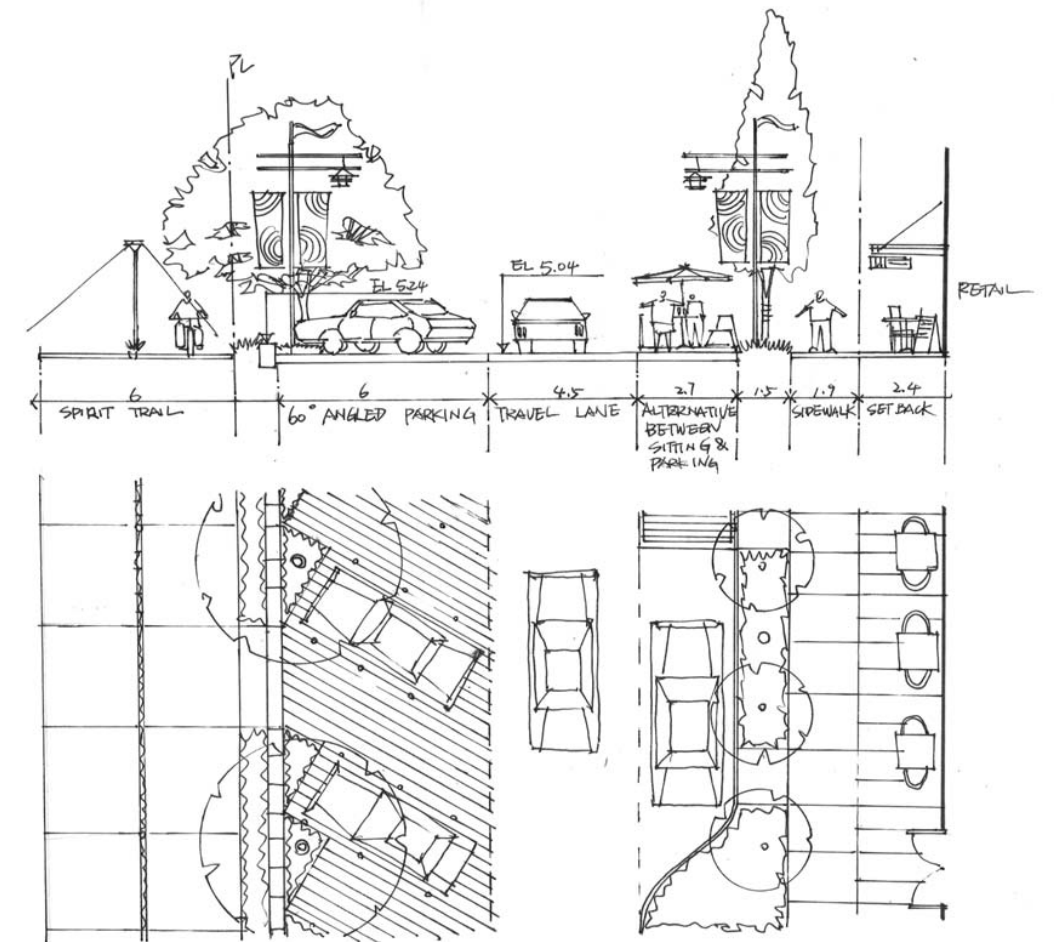 PL
EL 5.24
EL 5.04
RETAIL
6
6
4.5
2.7
1.5
1.9
2.4
SPIRIT TRAIL
60° ANGLED PARKING
TRAVEL LANE
ALTERNATIVE
BETWEEN
SITTING &
PARKING
SIDEWALK
SET BACK